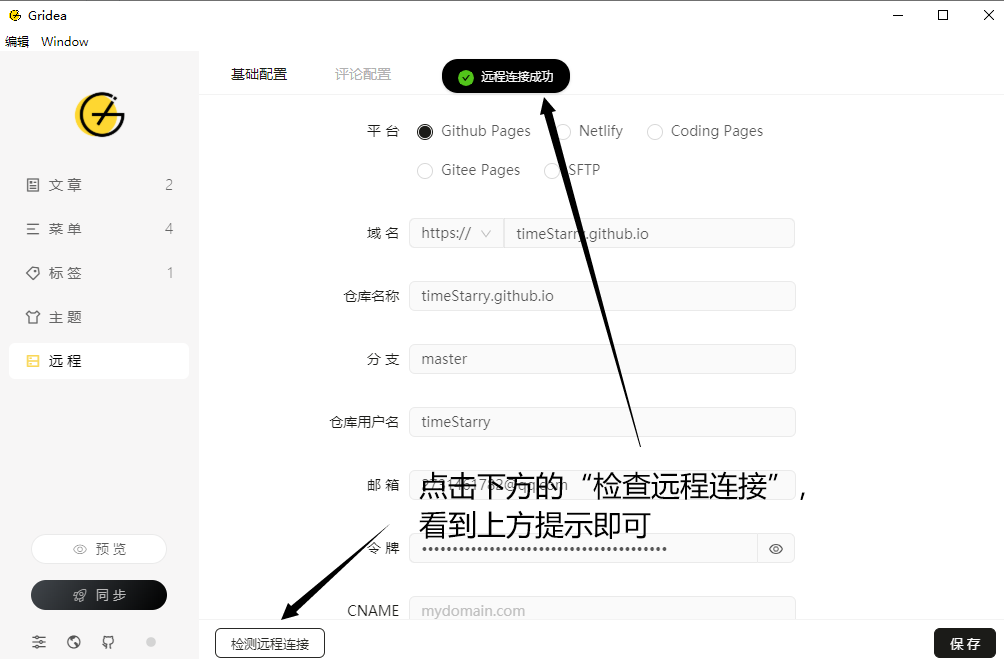 Gridea
编辑 Window
基础配置 评论配置 远程连接成功
平 台 Github Pages Netlify Coding Pages
Gitee Pages SFTP
文 章 2
菜 单 4
标 签 1
主 题
远 程
域 名 https:// timeStarry.github.io
仓库名称 timeStarry.github.io
分 支 master
仓库用户名 timeStarry
邮 箱
点击下方的“检查远程连接”，
看到上方提示即可
令 牌
CNAME mydomain.com
预 览
同 步
检测远程连接 保 存